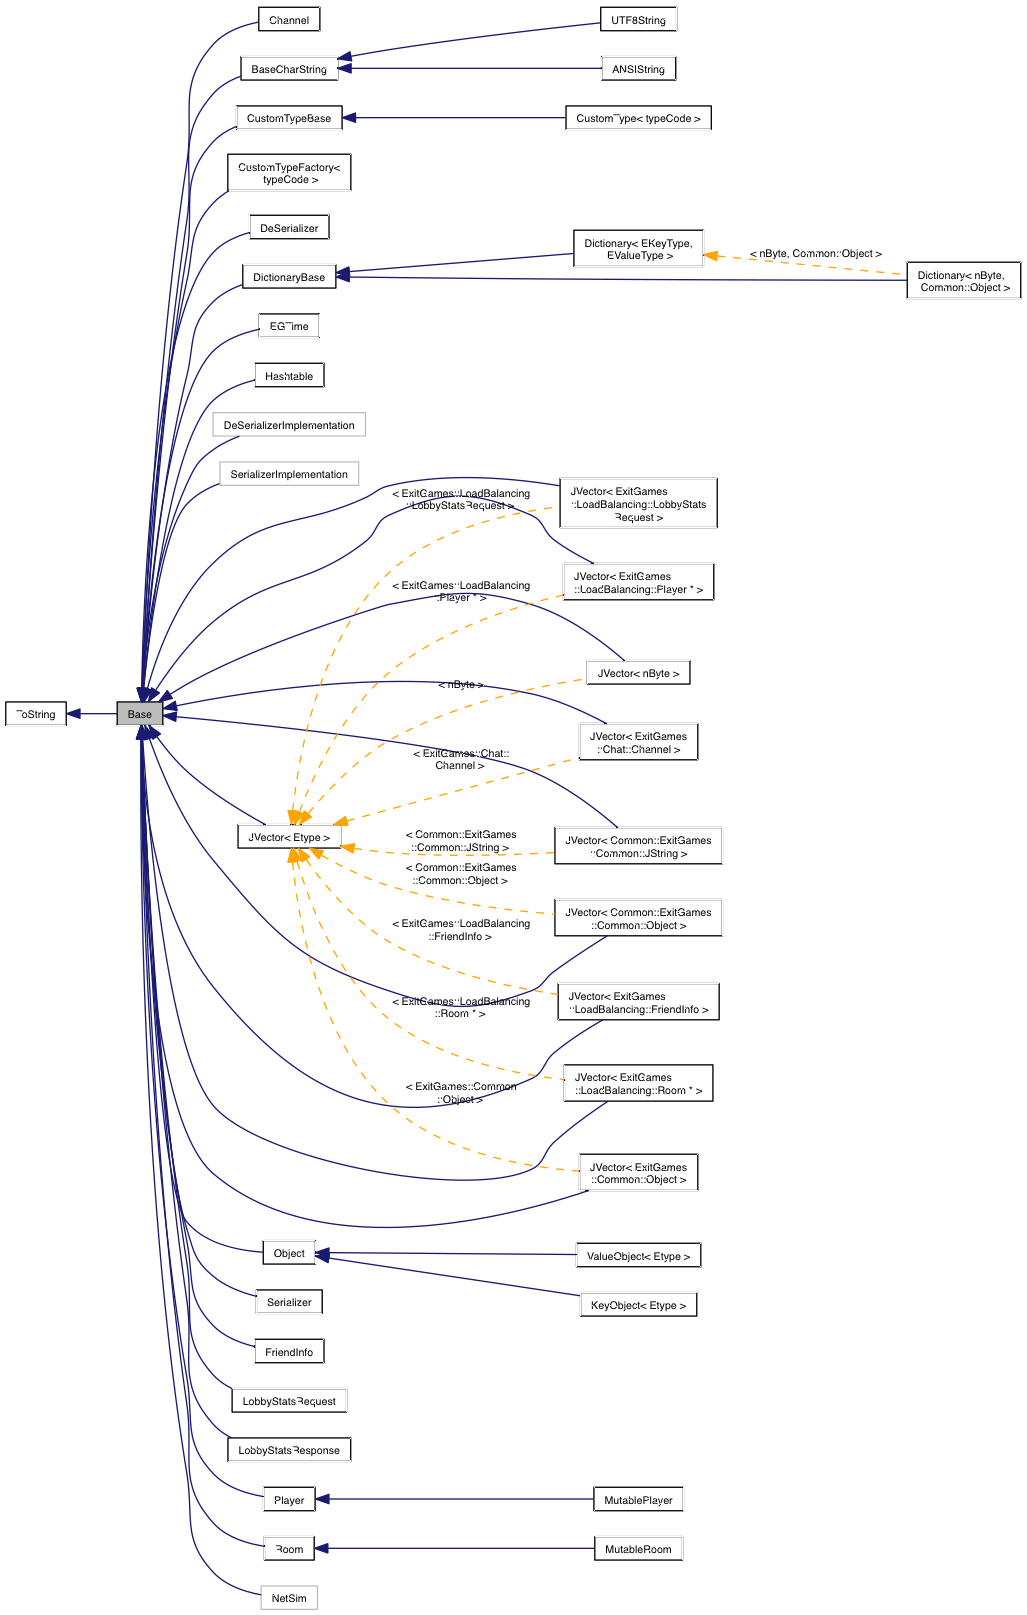 Channel
UTF8String
BaseCharString
ANSIString
CustomTypeBase
CustomType< typeCode >
CustomTypeFactory<
typeCode >
DeSerializer
Dictionary< EKeyType,
EValueType >
< nByte, Common::Object >
DictionaryBase
Dictionary< nByte,
Common::Object >
EGTime
Hashtable
DeSerializerImplementation
SerializerImplementation
< ExitGames::LoadBalancing
::LobbyStatsRequest >
JVector< ExitGames
::LoadBalancing::LobbyStats
Request >
JVector< ExitGames
::LoadBalancing::Player * >
< ExitGames::LoadBalancing
::Player * >
JVector< nByte >
< nByte >
ToString
Base
JVector< ExitGames
::Chat::Channel >
< ExitGames::Chat::
Channel >
JVector< Etype >
< Common::ExitGames
::Common::JString >
JVector< Common::ExitGames
::Common::JString >
< Common::ExitGames
::Common::Object >
JVector< Common::ExitGames
::Common::Object >
< ExitGames::LoadBalancing
::FriendInfo >
JVector< ExitGames
::LoadBalancing::FriendInfo >
< ExitGames::LoadBalancing
::Room * >
JVector< ExitGames
::LoadBalancing::Room * >
< ExitGames::Common
::Object >
JVector< ExitGames
::Common::Object >
Object
ValueObject< Etype >
Serializer
KeyObject< Etype >
FriendInfo
LobbyStatsRequest
LobbyStatsResponse
Player
MutablePlayer
Room
MutableRoom
NetSim